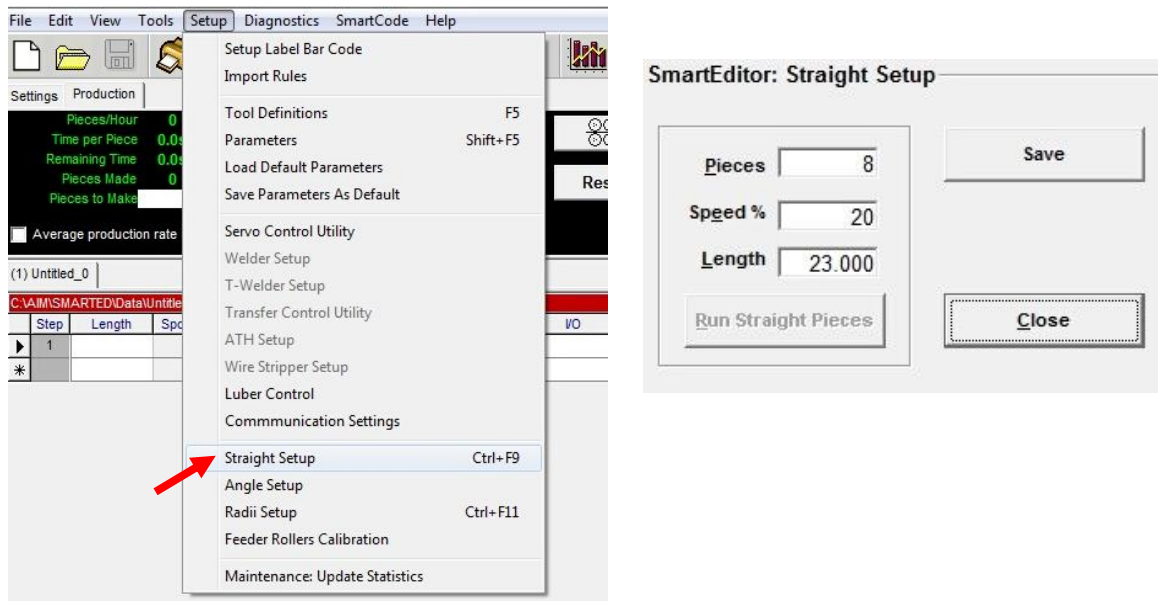 File Edit View Tools Setup Diagnostics SmartCode Help
Settings Production
Pieces/Hour 0
Time per Piece 0.0s
Remaining Time 0.0s
Pieces Made 0
Pieces to Make
Average production rate
(1) Untitled_0
C:\AIM\SMARTED\Data\Untitle
Step Length Spe I/O
1
Setup Label Bar Code
Import Rules
Tool Definitions F5
Parameters Shift+F5
Load Default Parameters
Save Parameters As Default
Servo Control Utility
Welder Setup
T-Welder Setup
Transfer Control Utility
ATH Setup
Wire Stripper Setup
Luber Control
Commmunication Settings
Straight Setup Ctrl+F9
Angle Setup
Radii Setup Ctrl+F11
Feeder Rollers Calibration
Maintenance: Update Statistics
Res
SmartEditor: Straight Setup
Pieces 8
Speed % 20
Length 23.000
Run Straight Pieces
Save
Close